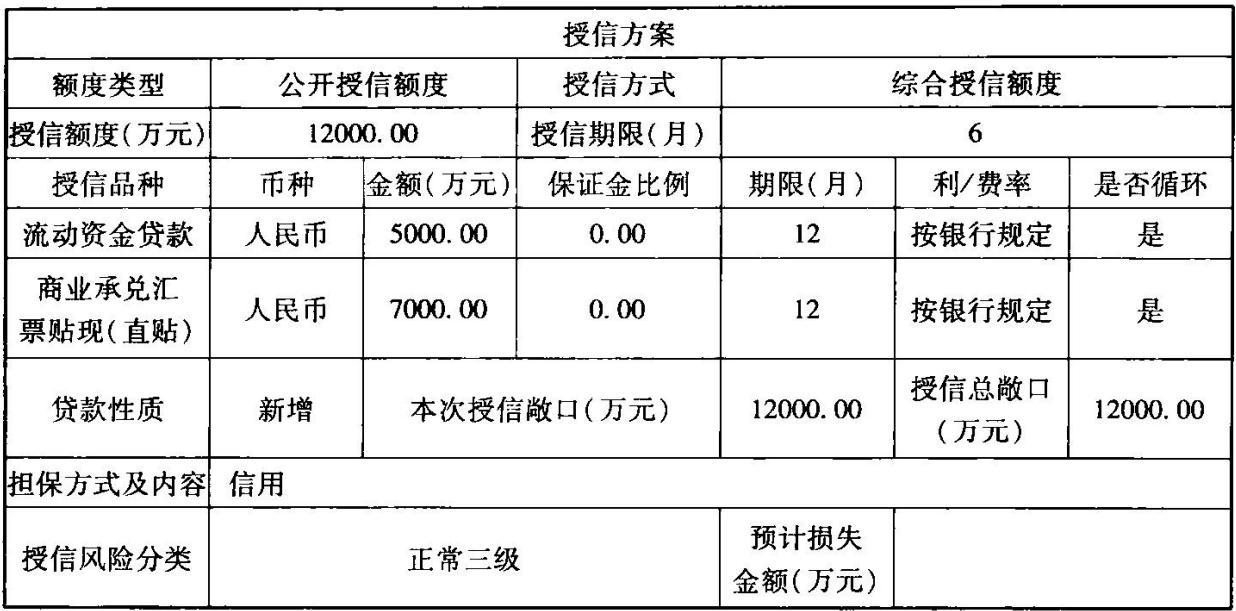 授信方案
额度类型 公开授信额度 授信方式 综合授信额度
授信额度(万元) 12000.00 授信期限(月) 6
授信品种 币种 金额(万元) 保证金比例 期限(月) 利/费率 是否循环
流动资金贷款 人民币 5000.00 0.00 12 按银行规定 是
商业承兑汇
票贴现(直贴) 人民币 7000.00 0.00 12 按银行规定 是
贷款性质 新增 本次授信敞口(万元) 12000.00 授信总敞口
(万元) 12000.00
担保方式及内容 信用
授信风险分类 正常三级 预计损失
金额(万元)